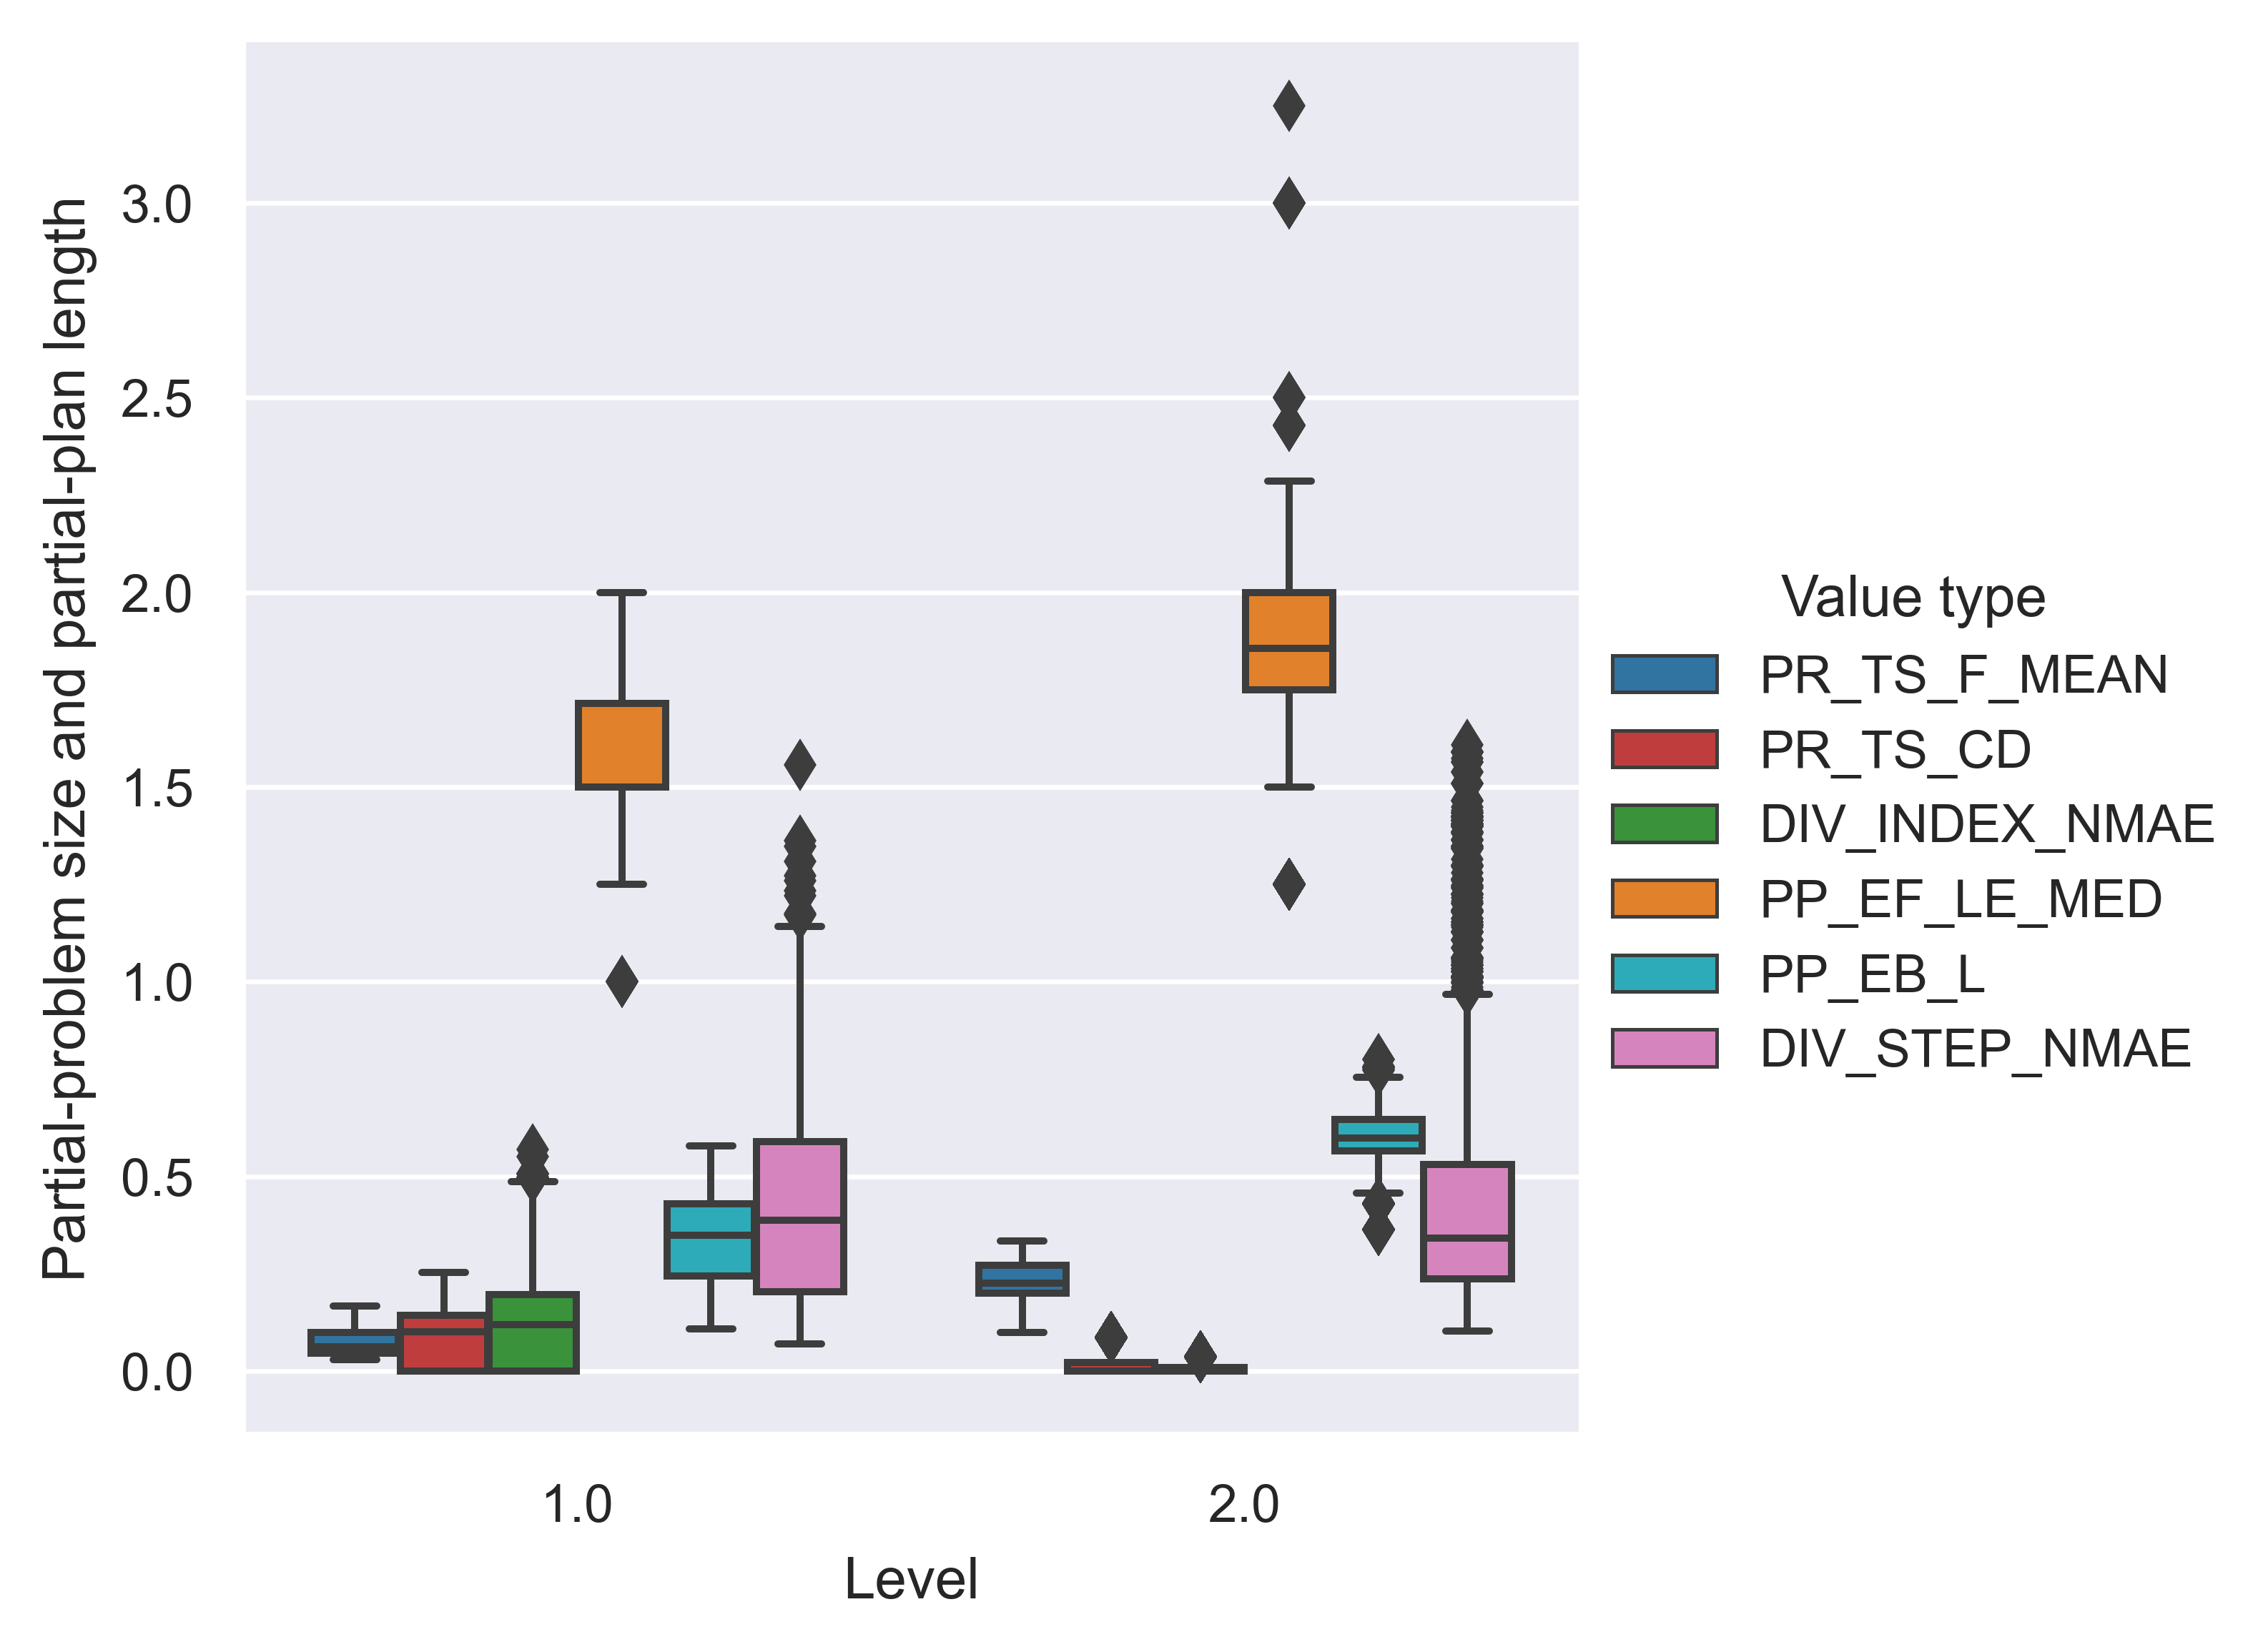 Partial-problem size and partial-plan length
3.0
2.5
2.0
1.5
1.0
0.5
0.0
1.0
2.0
Level
Value type
PR_TS_F_MEAN
PR_TS_CD
DIV_INDEX_NMAE
PP_EF_LE_MED
PP_EB_L
DIV_STEP_NMAE